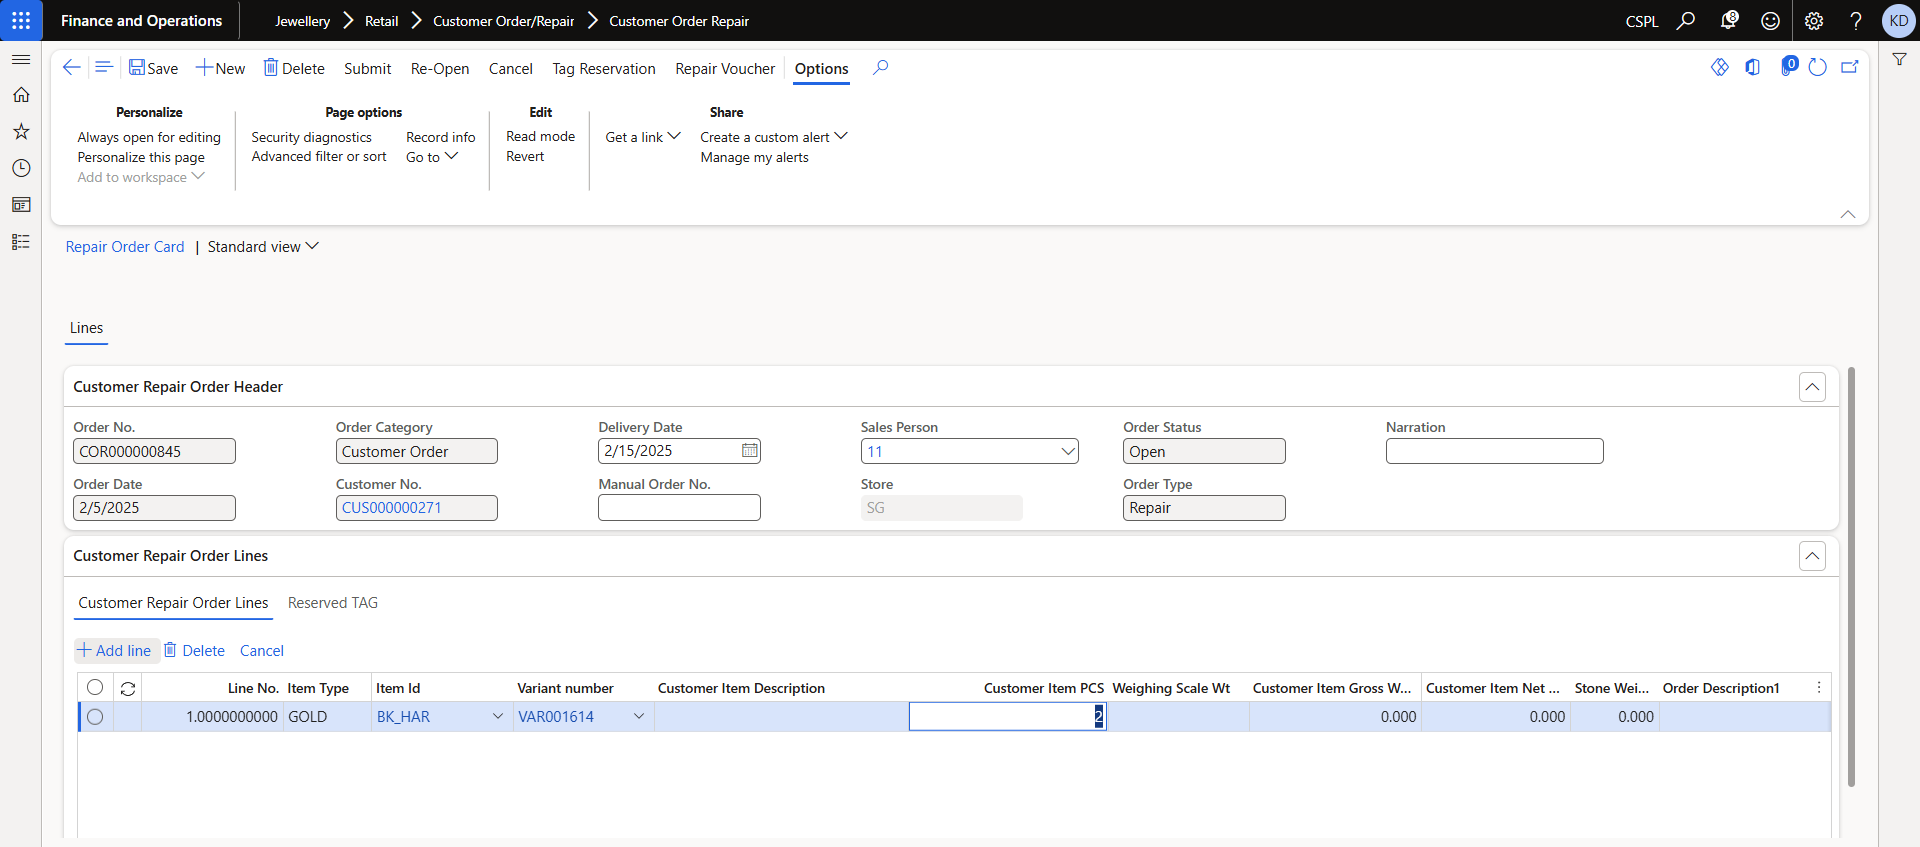 Finance and Operations
Jewellery > Retail > Customer Order/Repair > Customer Order Repair
CSPL
8
KD
Save
New
Delete
Submit
Re-Open
Cancel
Tag Reservation
Repair Voucher
Options
0
Personalize
Always open for editing
Personalize this page
Add to workspace
Page options
Security diagnostics
Advanced filter or sort
Record info
Go to
Edit
Read mode
Revert
Get a link
Share
Create a custom alert
Manage my alerts
Repair Order Card | Standard view
Lines
Customer Repair Order Header
Order No. Order Category Delivery Date Sales Person Order Status Narration
COR000000845 Customer Order 2/15/2025 11 Open
Order Date Customer No. Manual Order No. Store Order Type
2/5/2025 CUS000000271 SG Repair
Customer Repair Order Lines
Customer Repair Order Lines Reserved TAG
Add line Delete Cancel
Line No. Item Type Item Id Variant number Customer Item Description Customer Item PCS Weighing Scale Wt Customer Item Gross W... Customer Item Net ... Stone Wei... Order Description1
1.0000000000 GOLD BK_HAR VAR001614 2 0.000 0.000 0.000